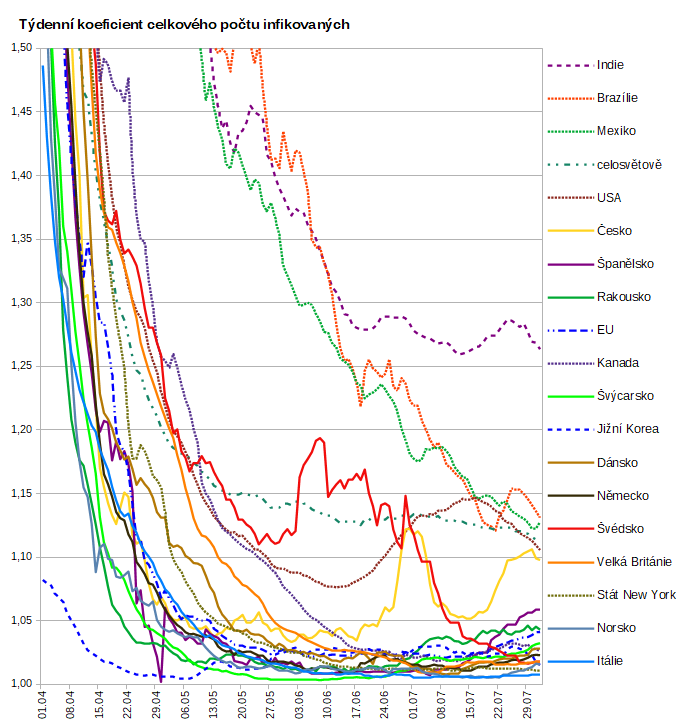 Týdenní koeficient celkového počtu infikovaných
1,50
1,45
1,40
1,35
1,30
1,25
1,20
1,15
1,10
1,05
1,00
01.04
08.04
15.04
22.04
29.04
06.05
13.05
20.05
27.05
03.06
10.06
17.06
24.06
01.07
08.07
15.07
22.07
29.07
Indie
Brazílie
Mexiko
celosvětově
USA
Česko
Španělsko
Rakousko
EU
Kanada
Švýcarsko
Jižní Korea
Dánsko
Německo
Švédsko
Velká Británie
Stát New York
Norsko
Itálie